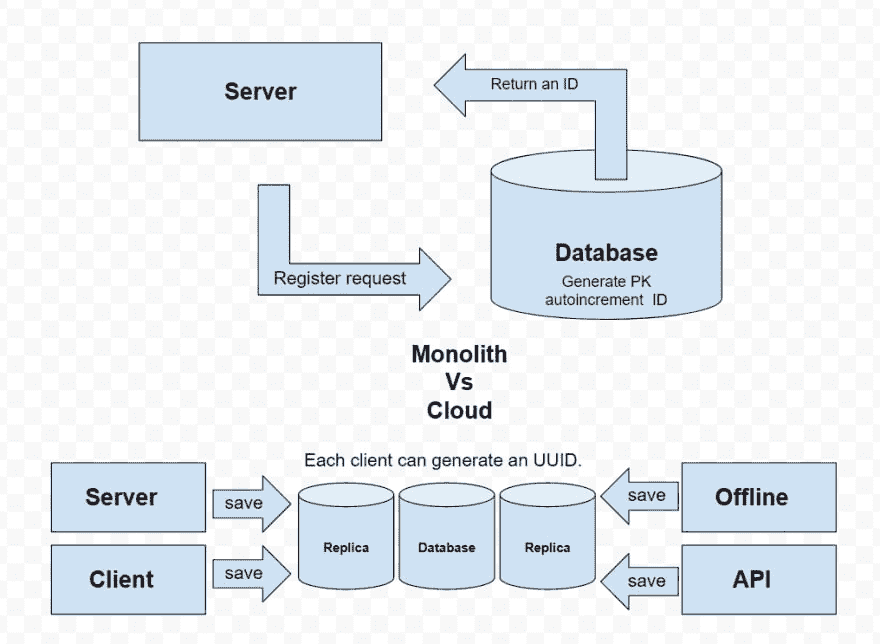 Server
Return an ID
Register request
Database
Generate PK
autoincrement ID
Monolith
Vs
Cloud
Each client can generate an UUID.
Server
save
Replica
Database
Replica
save
Offline
Client
save
save
API